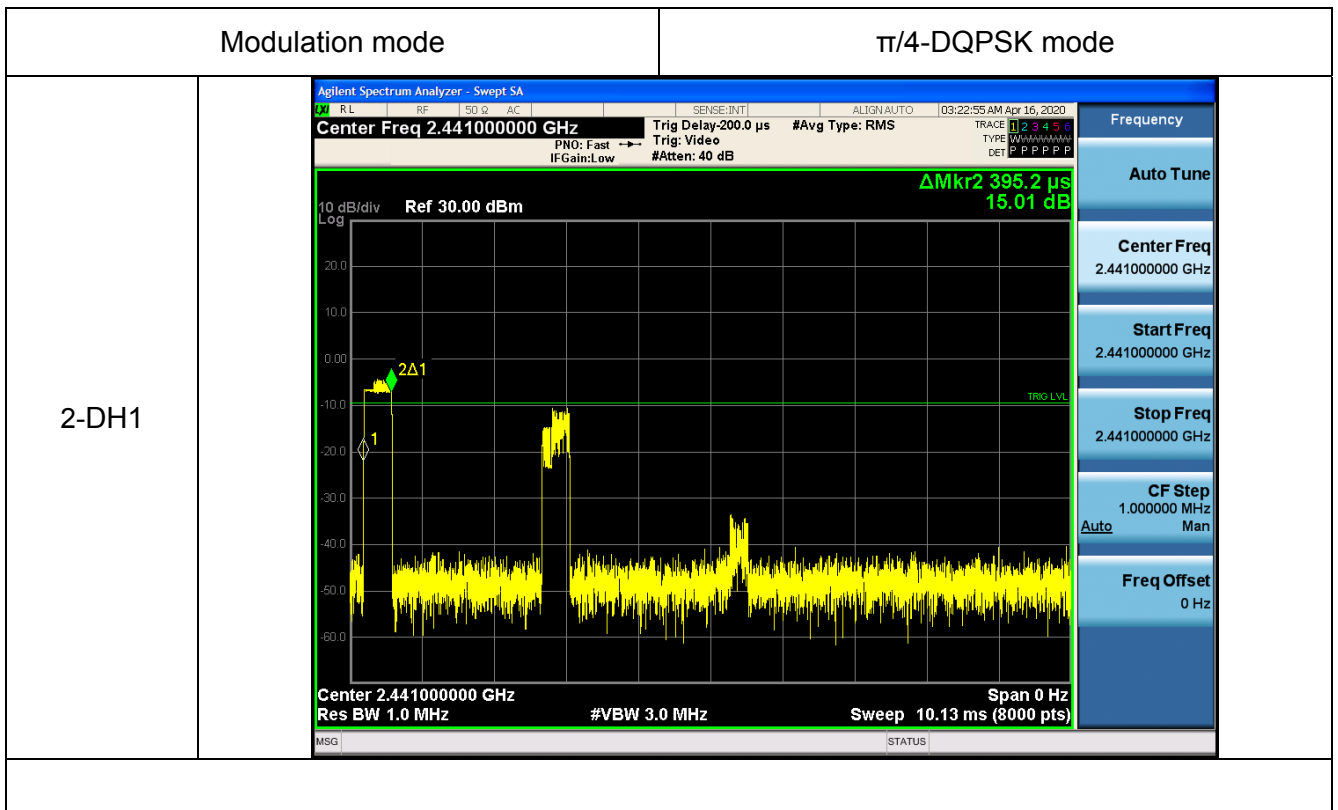 Modulation mode
π/4-DQPSK mode
2-DH1
Agilent Spectrum Analyzer - Swept SA
LXI RL RF 50 Ω AC SENSE:INT ALIGNAUTO 03:22:55 AM Apr 16, 2020
Center Freq 2.441000000 GHz
PNO: Fast
IFGain:Low
Trig Delay-200.0 µs
Trig: Video
#Atten: 40 dB
#Avg Type: RMS
TRACE 1 2 3 4 5 6
TYPE WWWWWW
DET P P P P P P
ΔMkr2 395.2 µs
15.01 dB
10 dB/div Ref 30.00 dBm
Log
20.0
10.0
0.00
-10.0
-20.0
-30.0
-40.0
-50.0
-60.0
2Δ1
1
TRIG LVL
Center 2.441000000 GHz Span 0 Hz
Res BW 1.0 MHz #VBW 3.0 MHz Sweep 10.13 ms (8000 pts)
MSG STATUS
Frequency
Auto Tune
Center Freq
2.441000000 GHz
Start Freq
2.441000000 GHz
Stop Freq
2.441000000 GHz
CF Step
1.000000 MHz
Auto Man
Freq Offset
0 Hz